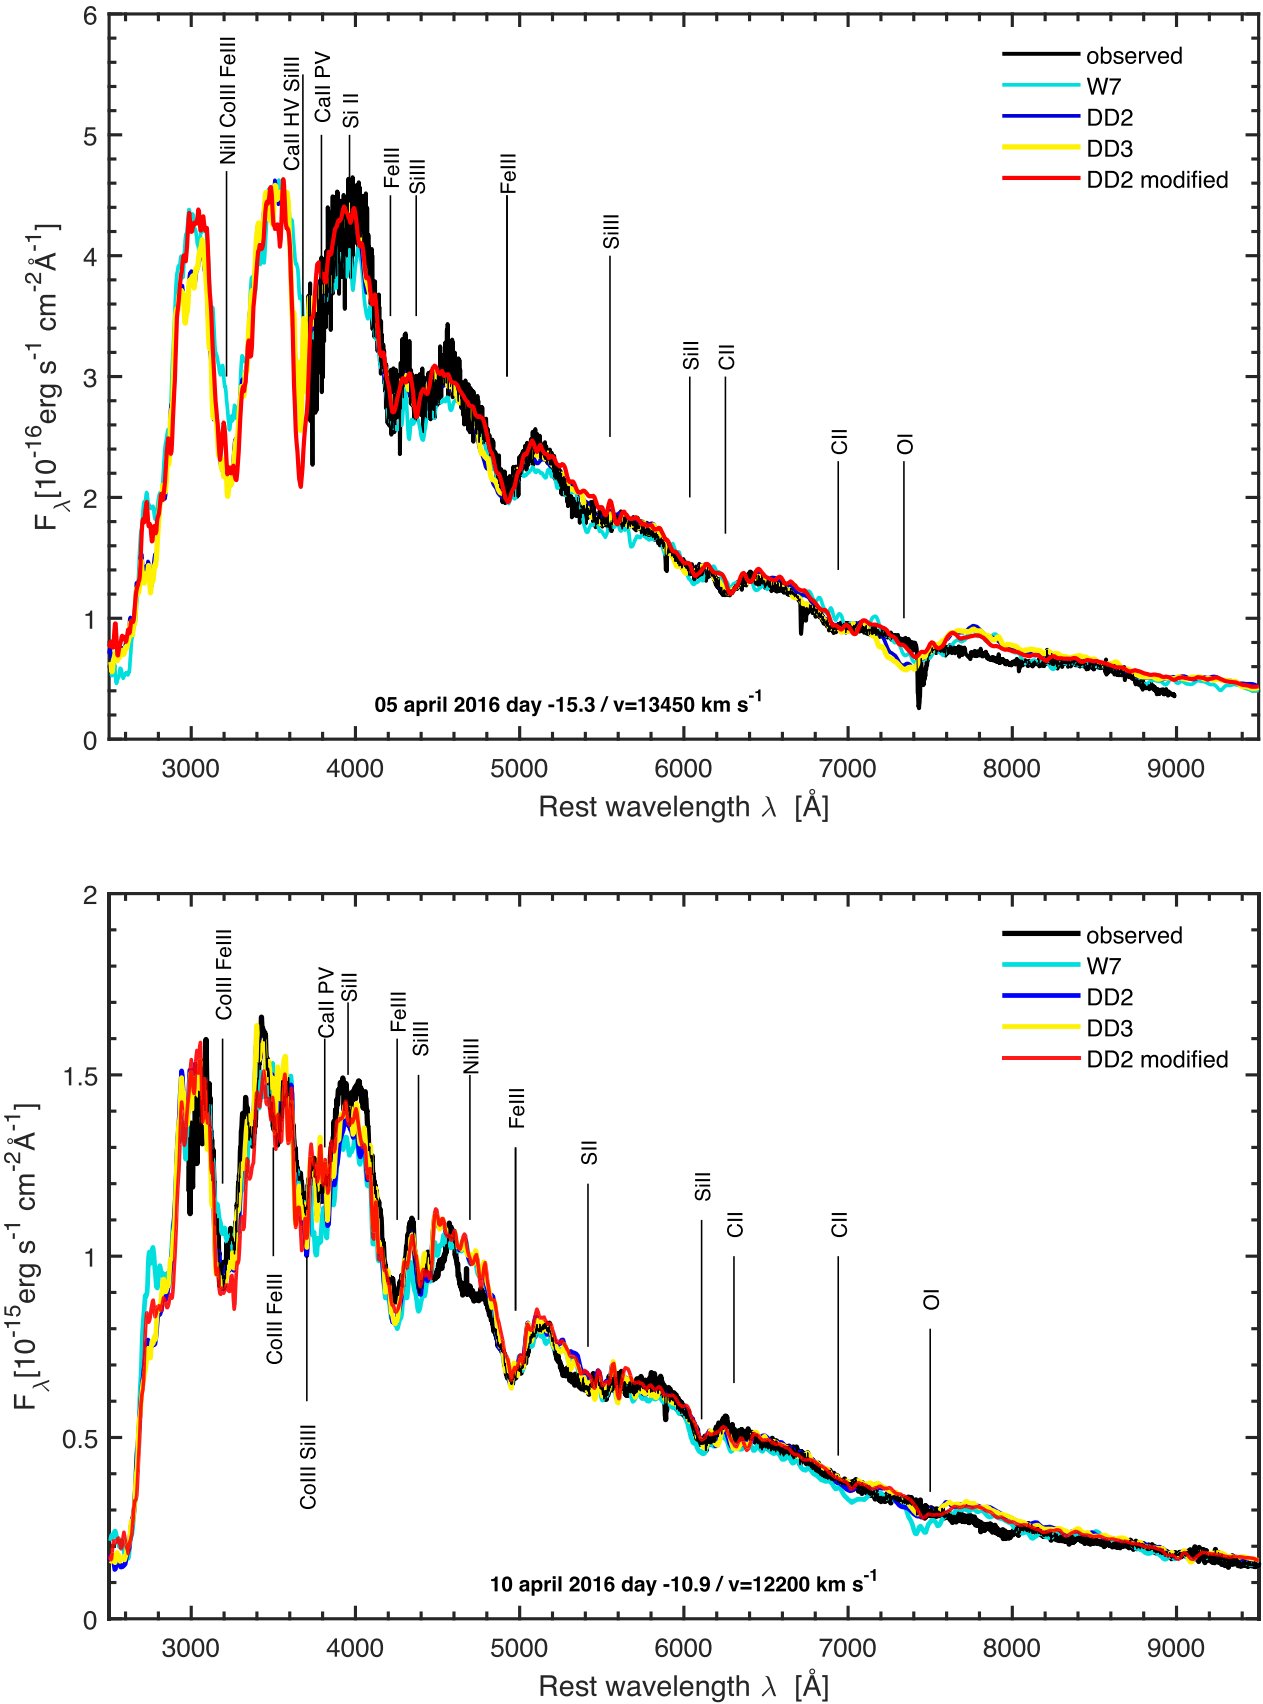 6
5
4
3
2
1
0
F_λ[10^-16 erg s^-1 cm^-2 Å^-1]
NiII CoIII FeIII
CaII HV SiIII
CaII PV
Si II
FeIII
SiIII
FeIII
SiIII
SiII
CII
CII
OI
observed
W7
DD2
DD3
DD2 modified
05 april 2016 day -15.3 / v=13450 km s^-1
3000 4000 5000 6000 7000 8000 9000
Rest wavelength λ [Å]
2
1.5
1
0.5
0
F_λ[10^-15 erg s^-1 cm^-2 Å^-1]
CoIII FeIII
CoIII FeIII
CoIII SiIII
CaII PV
SiII
FeIII
SiIII
NiIII
FeIII
SII
SiII
CII
CII
OI
observed
W7
DD2
DD3
DD2 modified
10 april 2016 day -10.9 / v=12200 km s^-1
3000 4000 5000 6000 7000 8000 9000
Rest wavelength λ [Å]